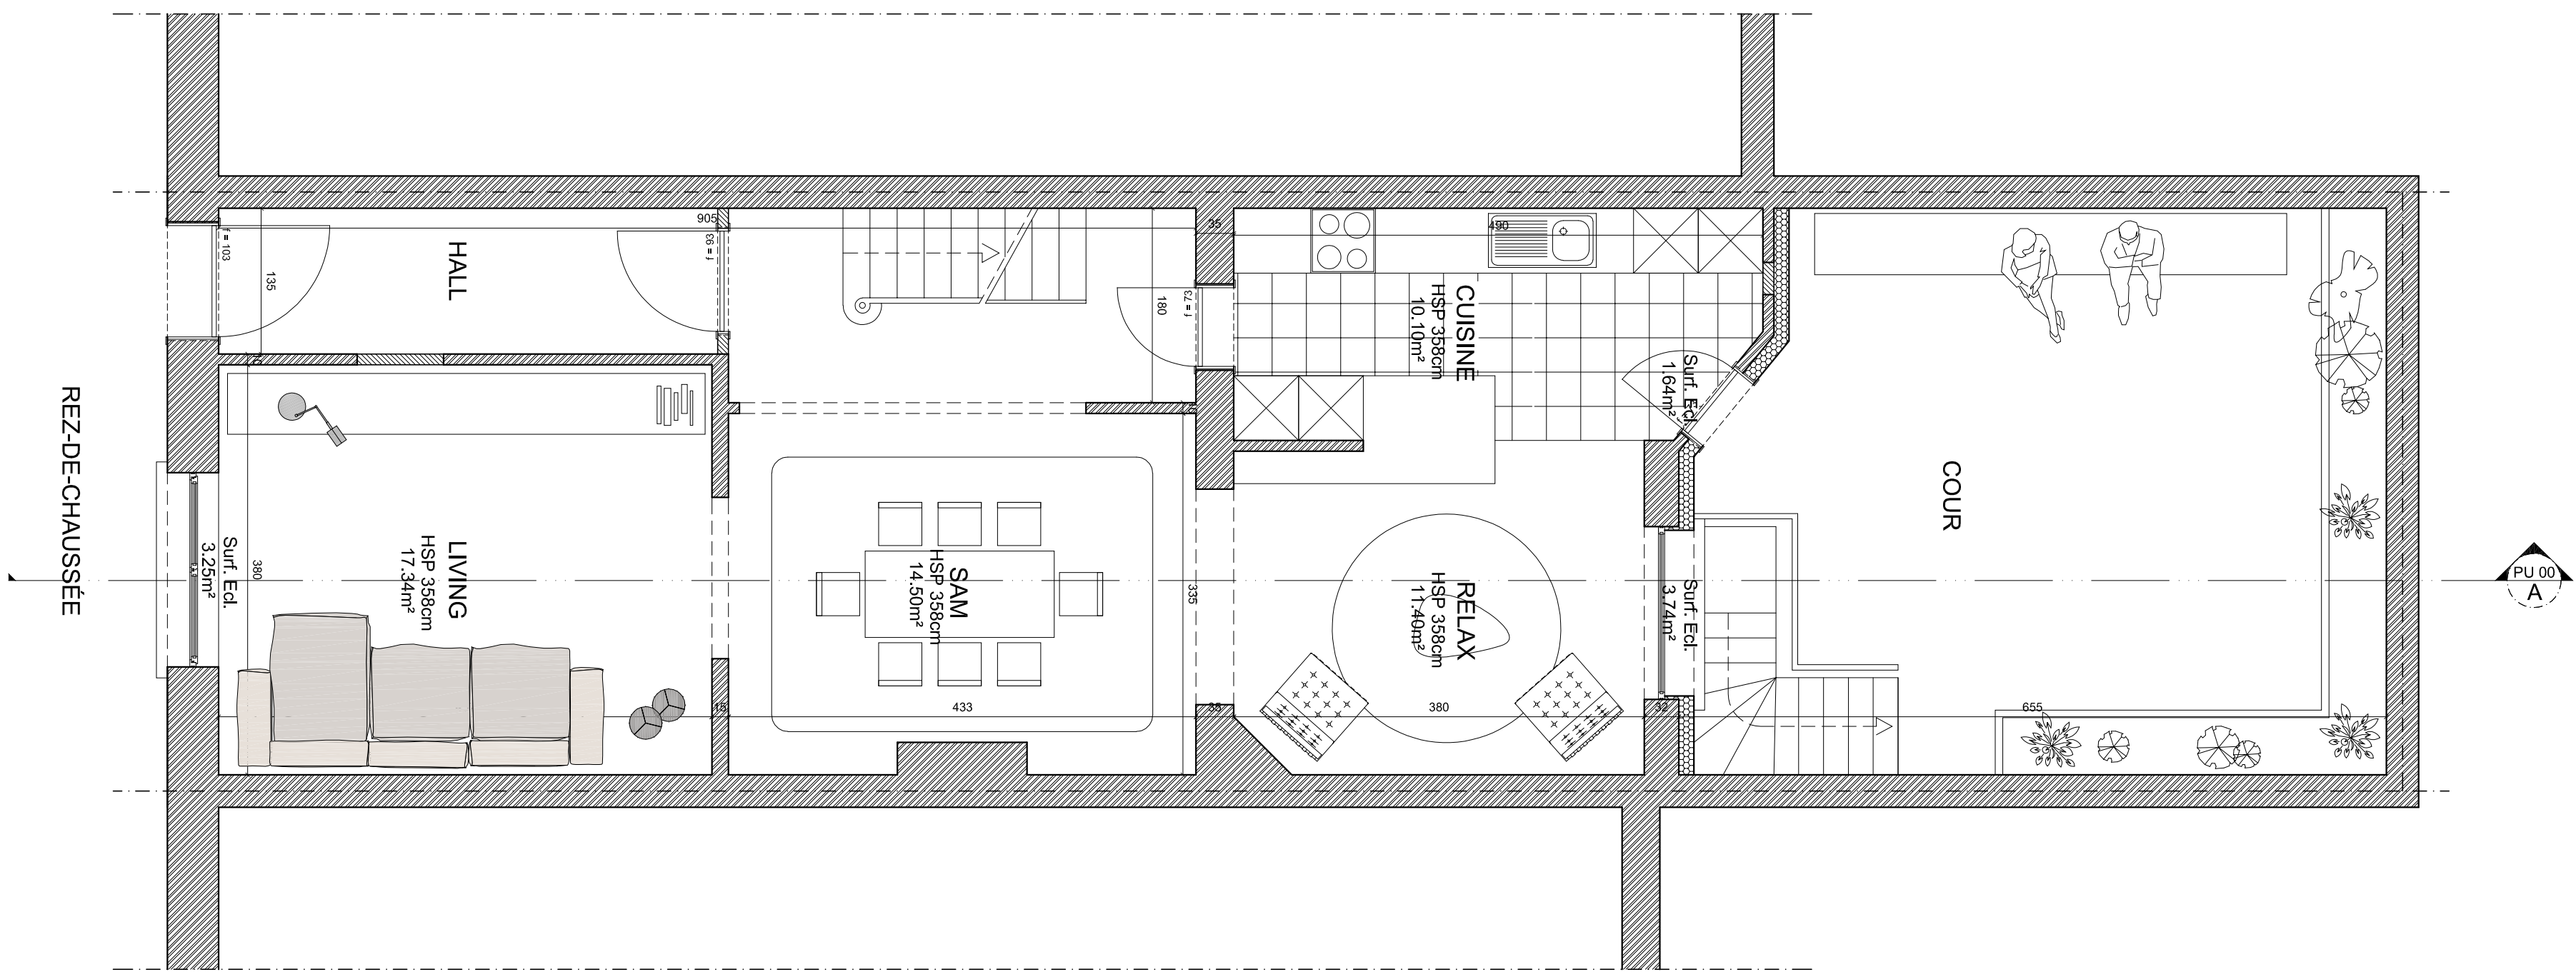 REZ-DE-CHAUSSÉE
HALL
f = 103
135
905
f = 93
10
LIVING
HSP 358cm
17.34m²
Surf. Ecl.
3.25m²
380
15
SAM
HSP 358cm
14.50m²
433
335
180
f = 73
35
35
CUISINE
HSP 358cm
10.10m²
490
Surf. Ecl.
1.64m²
RELAX
HSP 358cm
11.40m²
380
32
Surf. Ecl.
3.74m²
COUR
655
PU 00
A